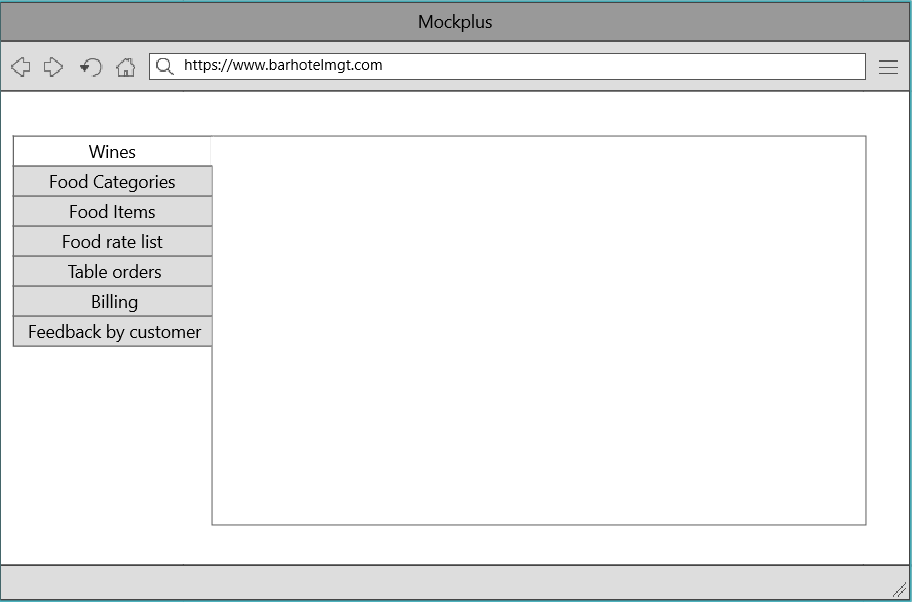 Mockplus
https://www.barhotelmgt.com
Wines
Food Categories
Food Items
Food rate list
Table orders
Billing
Feedback by customer